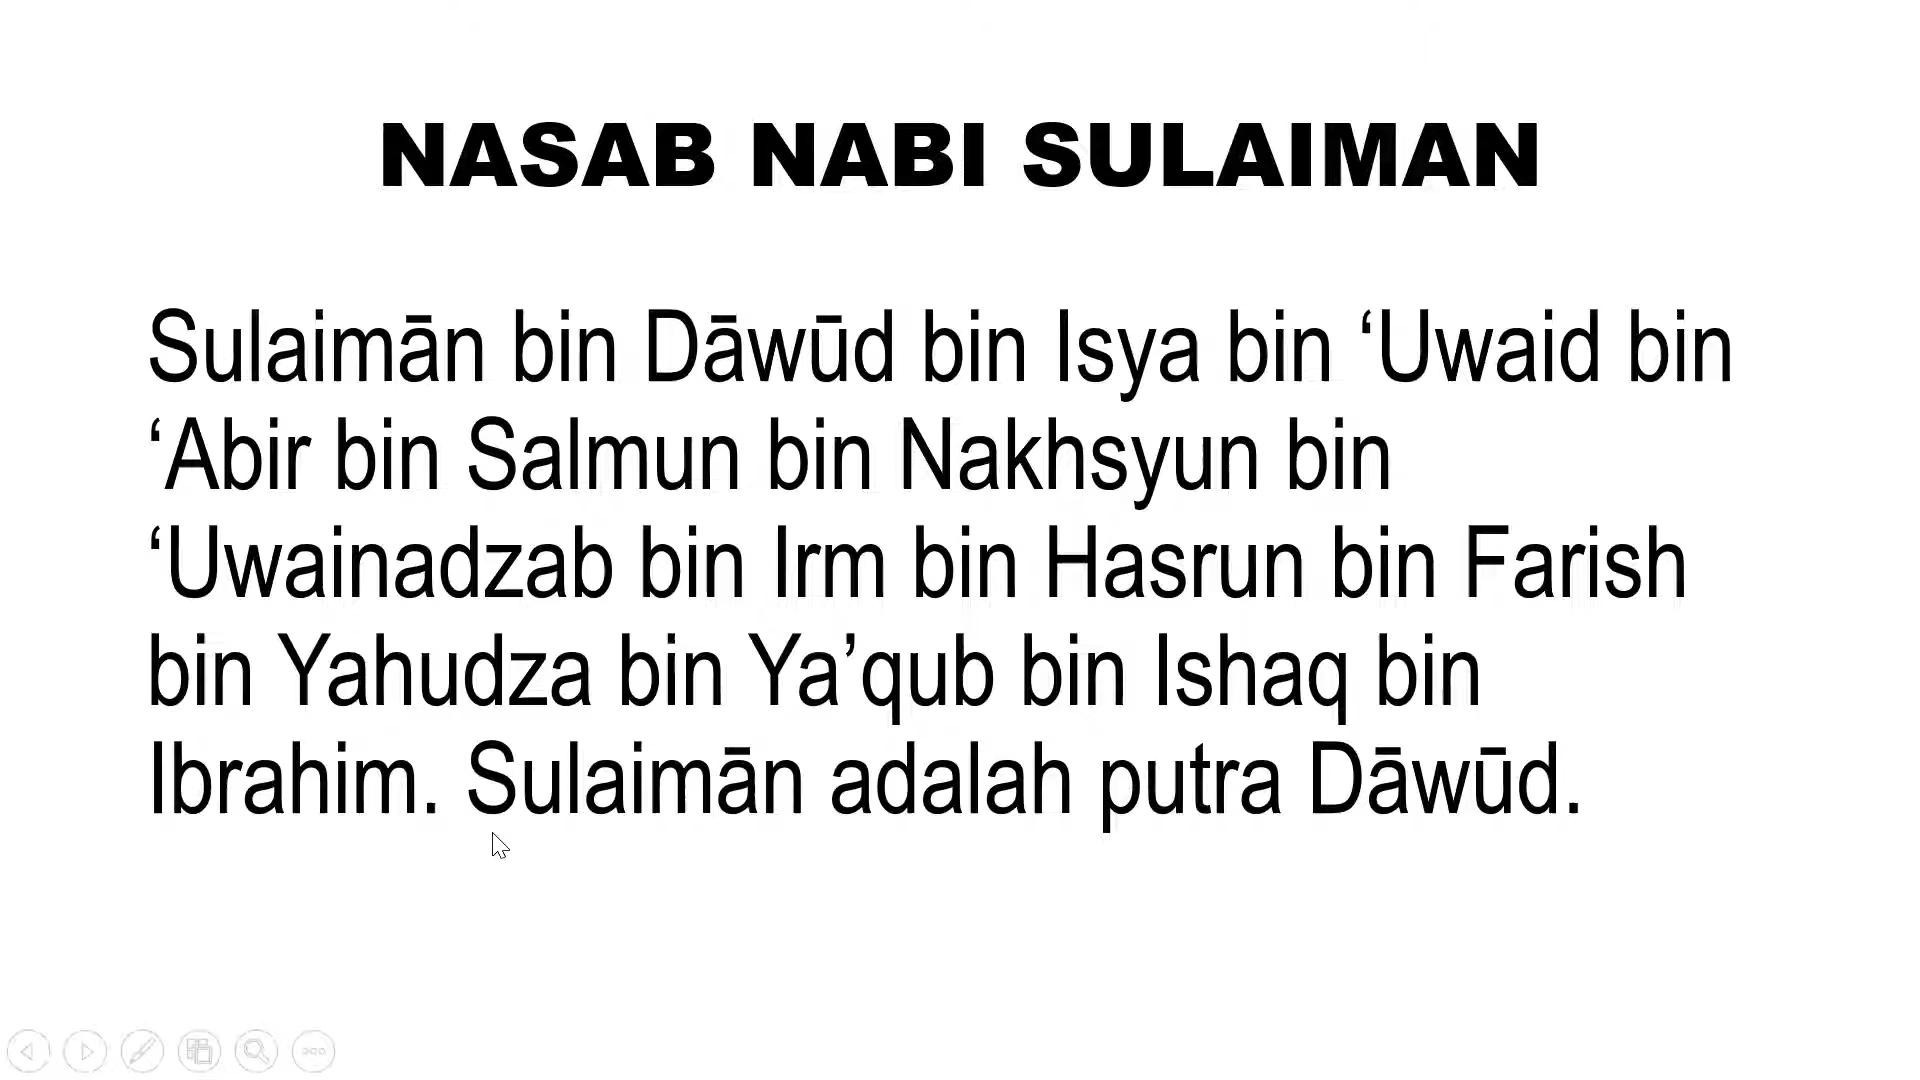 NASAB NABI SULAIMAN
Sulaimān bin Dāwūd bin Isya bin ‘Uwaid bin
‘Abir bin Salmun bin Nakhsyun bin
‘Uwainadzab bin Irm bin Hasrun bin Farish
bin Yahudza bin Ya’qub bin Ishaq bin
Ibrahim. Sulaimān adalah putra Dāwūd.